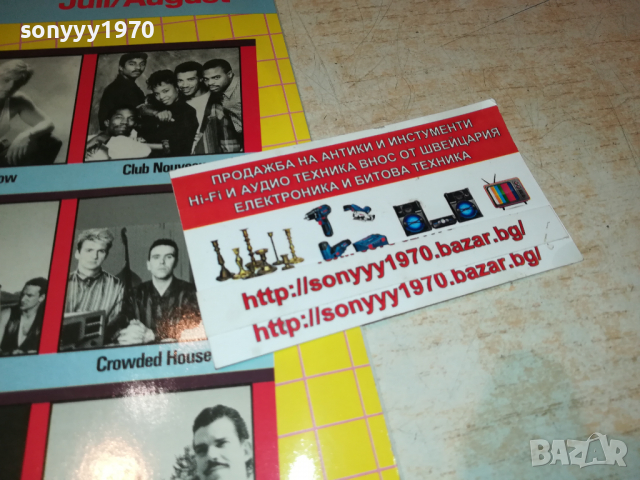 Juli/August
sonyyy1970
Club Nouveau
Crowded House
ПРОДАЖБА НА АНТИКИ И ИНСТУМЕНТИ
Hi-Fi И АУДИО ТЕХНИКА ВНОС ОТ ШВЕЙЦАРИЯ
ЕЛЕКТРОНИКА И БИТОВА ТЕХНИКА
http://sonyyy1970.bazar.bg/
http://sonyyy1970.bazar.bg/
BAZAR
bg